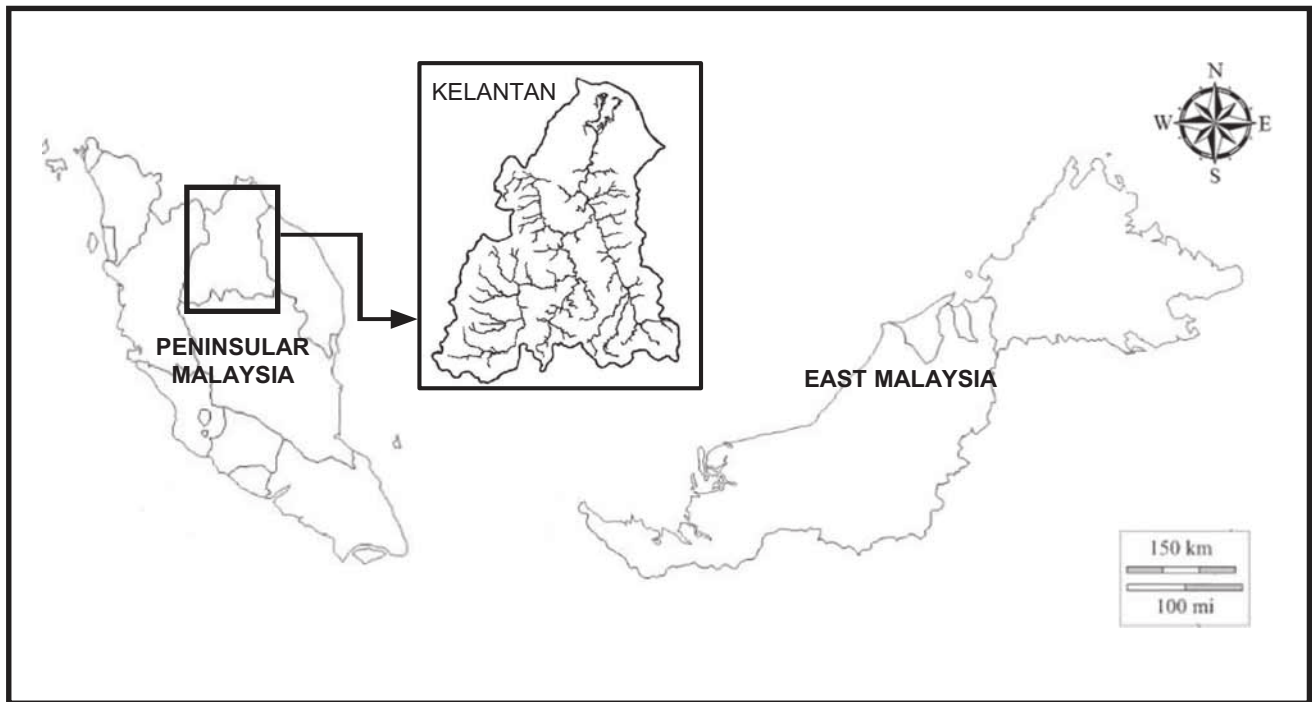 KELANTAN
N
W E
S
PENINSULAR
MALAYSIA
EAST MALAYSIA
150 km
100 mi